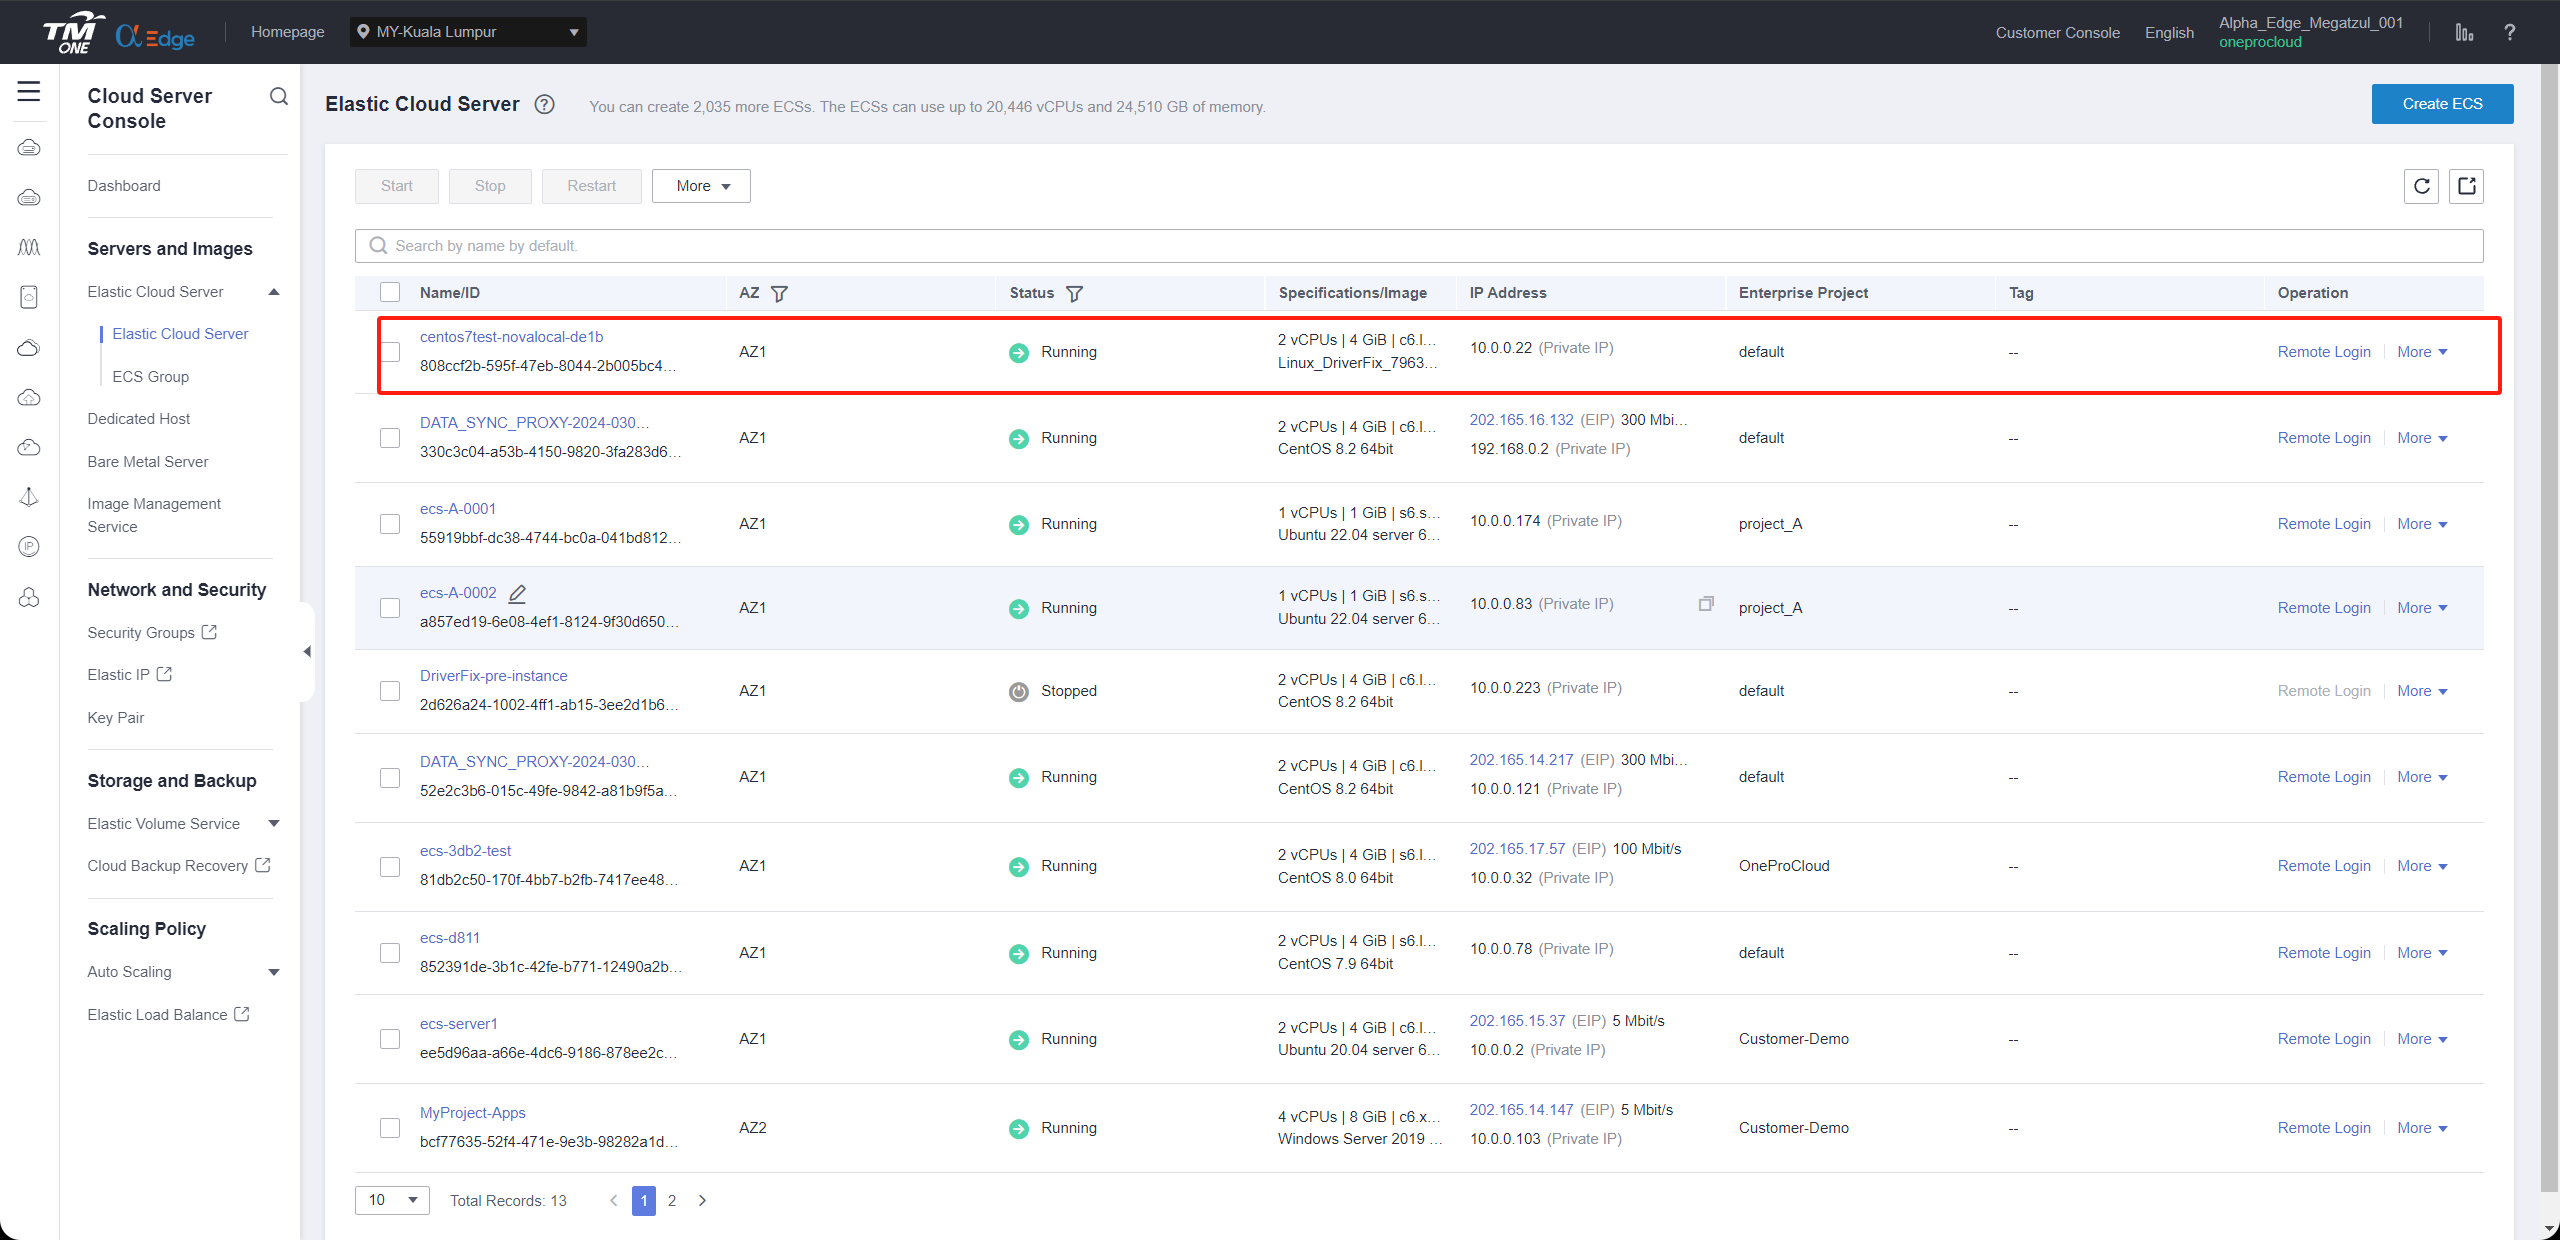 TM ONE α Edge
Homepage
MY-Kuala Lumpur
Customer Console
English
Alpha_Edge_Megatzul_001
oneprocloud
?
Cloud Server Console
Dashboard
Servers and Images
Elastic Cloud Server
Elastic Cloud Server
ECS Group
Dedicated Host
Bare Metal Server
Image Management Service
Network and Security
Security Groups
Elastic IP
Key Pair
Storage and Backup
Elastic Volume Service
Cloud Backup Recovery
Scaling Policy
Auto Scaling
Elastic Load Balance
IP
Elastic Cloud Server ?
You can create 2,035 more ECSs. The ECSs can use up to 20,446 vCPUs and 24,510 GB of memory.
Create ECS
Start Stop Restart More
Search by name by default.
Name/ID AZ Status Specifications/Image IP Address Enterprise Project Tag Operation
centos7test-novalocal-de1b
808ccf2b-595f-47eb-8044-2b005bc4...
AZ1 Running
2 vCPUs | 4 GiB | c6.l...
Linux_DriverFix_7963...
10.0.0.22 (Private IP)
default -- Remote Login More
DATA_SYNC_PROXY-2024-030...
330c3c04-a53b-4150-9820-3fa283d6...
AZ1 Running
2 vCPUs | 4 GiB | c6.l...
CentOS 8.2 64bit
202.165.16.132 (EIP) 300 Mbi...
192.168.0.2 (Private IP)
default -- Remote Login More
ecs-A-0001
55919bbf-dc38-4744-bc0a-041bd812...
AZ1 Running
1 vCPUs | 1 GiB | s6.s...
Ubuntu 22.04 server 6...
10.0.0.174 (Private IP)
project_A -- Remote Login More
ecs-A-0002
a857ed19-6e08-4ef1-8124-9f30d650...
AZ1 Running
1 vCPUs | 1 GiB | s6.s...
Ubuntu 22.04 server 6...
10.0.0.83 (Private IP)
project_A -- Remote Login More
DriverFix-pre-instance
2d626a24-1002-4ff1-ab15-3ee2d1b6...
AZ1 Stopped
2 vCPUs | 4 GiB | c6.l...
CentOS 8.2 64bit
10.0.0.223 (Private IP)
default -- Remote Login More
DATA_SYNC_PROXY-2024-030...
52e2c3b6-015c-49fe-9842-a81b9f5a...
AZ1 Running
2 vCPUs | 4 GiB | c6.l...
CentOS 8.2 64bit
202.165.14.217 (EIP) 300 Mbi...
10.0.0.121 (Private IP)
default -- Remote Login More
ecs-3db2-test
81db2c50-170f-4bb7-b2fb-7417ee48...
AZ1 Running
2 vCPUs | 4 GiB | s6.l...
CentOS 8.0 64bit
202.165.17.57 (EIP) 100 Mbit/s
10.0.0.32 (Private IP)
OneProCloud -- Remote Login More
ecs-d811
852391de-3b1c-42fe-b771-12490a2b...
AZ1 Running
2 vCPUs | 4 GiB | s6.l...
CentOS 7.9 64bit
10.0.0.78 (Private IP)
default -- Remote Login More
ecs-server1
ee5d96aa-a66e-4dc6-9186-878ee2c...
AZ1 Running
2 vCPUs | 4 GiB | c6.l...
Ubuntu 20.04 server 6...
202.165.15.37 (EIP) 5 Mbit/s
10.0.0.2 (Private IP)
Customer-Demo -- Remote Login More
MyProject-Apps
bcf77635-52f4-471e-9e3b-98282a1d...
AZ2 Running
4 vCPUs | 8 GiB | c6.x...
Windows Server 2019 ...
202.165.14.147 (EIP) 5 Mbit/s
10.0.0.103 (Private IP)
Customer-Demo -- Remote Login More
10 Total Records: 13 < 1 2 >